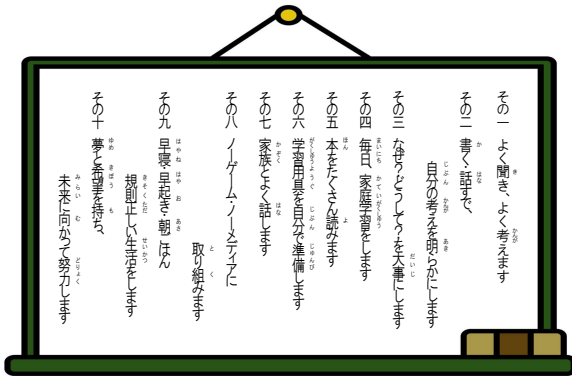 その一 よく聞き、よく考えます
その二 書く・話すで、
自分の考えを明らかにします
その三 なぜ？どうして？を大事にします
その四 毎日、家庭学習をします
その五 本をたくさん読みます
その六 学習用具を自分で準備します
その七 家族とよく話します
その八 ノーゲーム・ノーメディアに
取り組みます
その九 早寝・早起き・朝ごはん
規則正しい生活をします
その十 夢と希望を持ち、
未来に向かって努力します